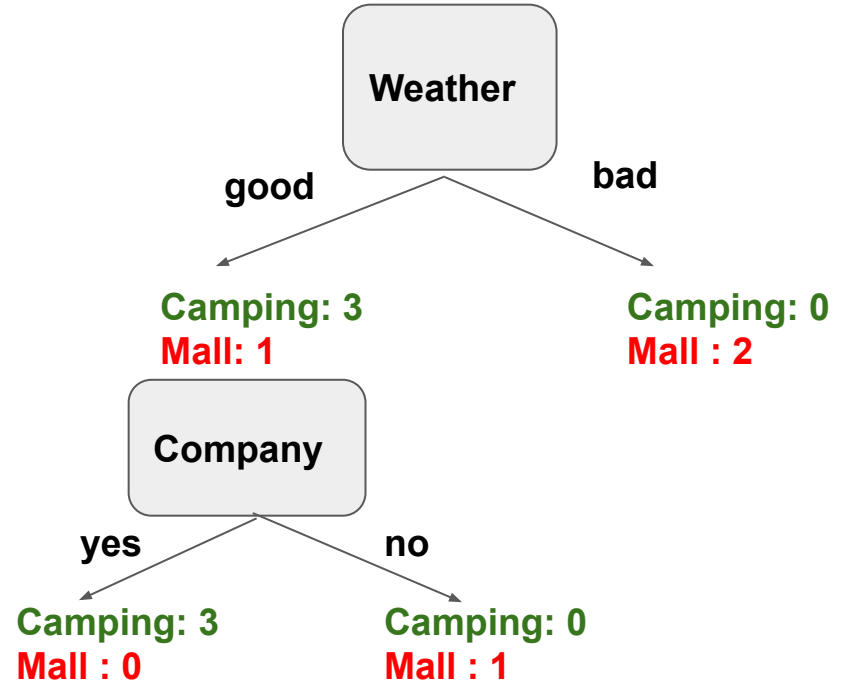 Weather
good
bad
Camping: 3
Mall: 1
Camping: 0
Mall : 2
Company
yes
no
Camping: 3
Mall : 0
Camping: 0
Mall : 1